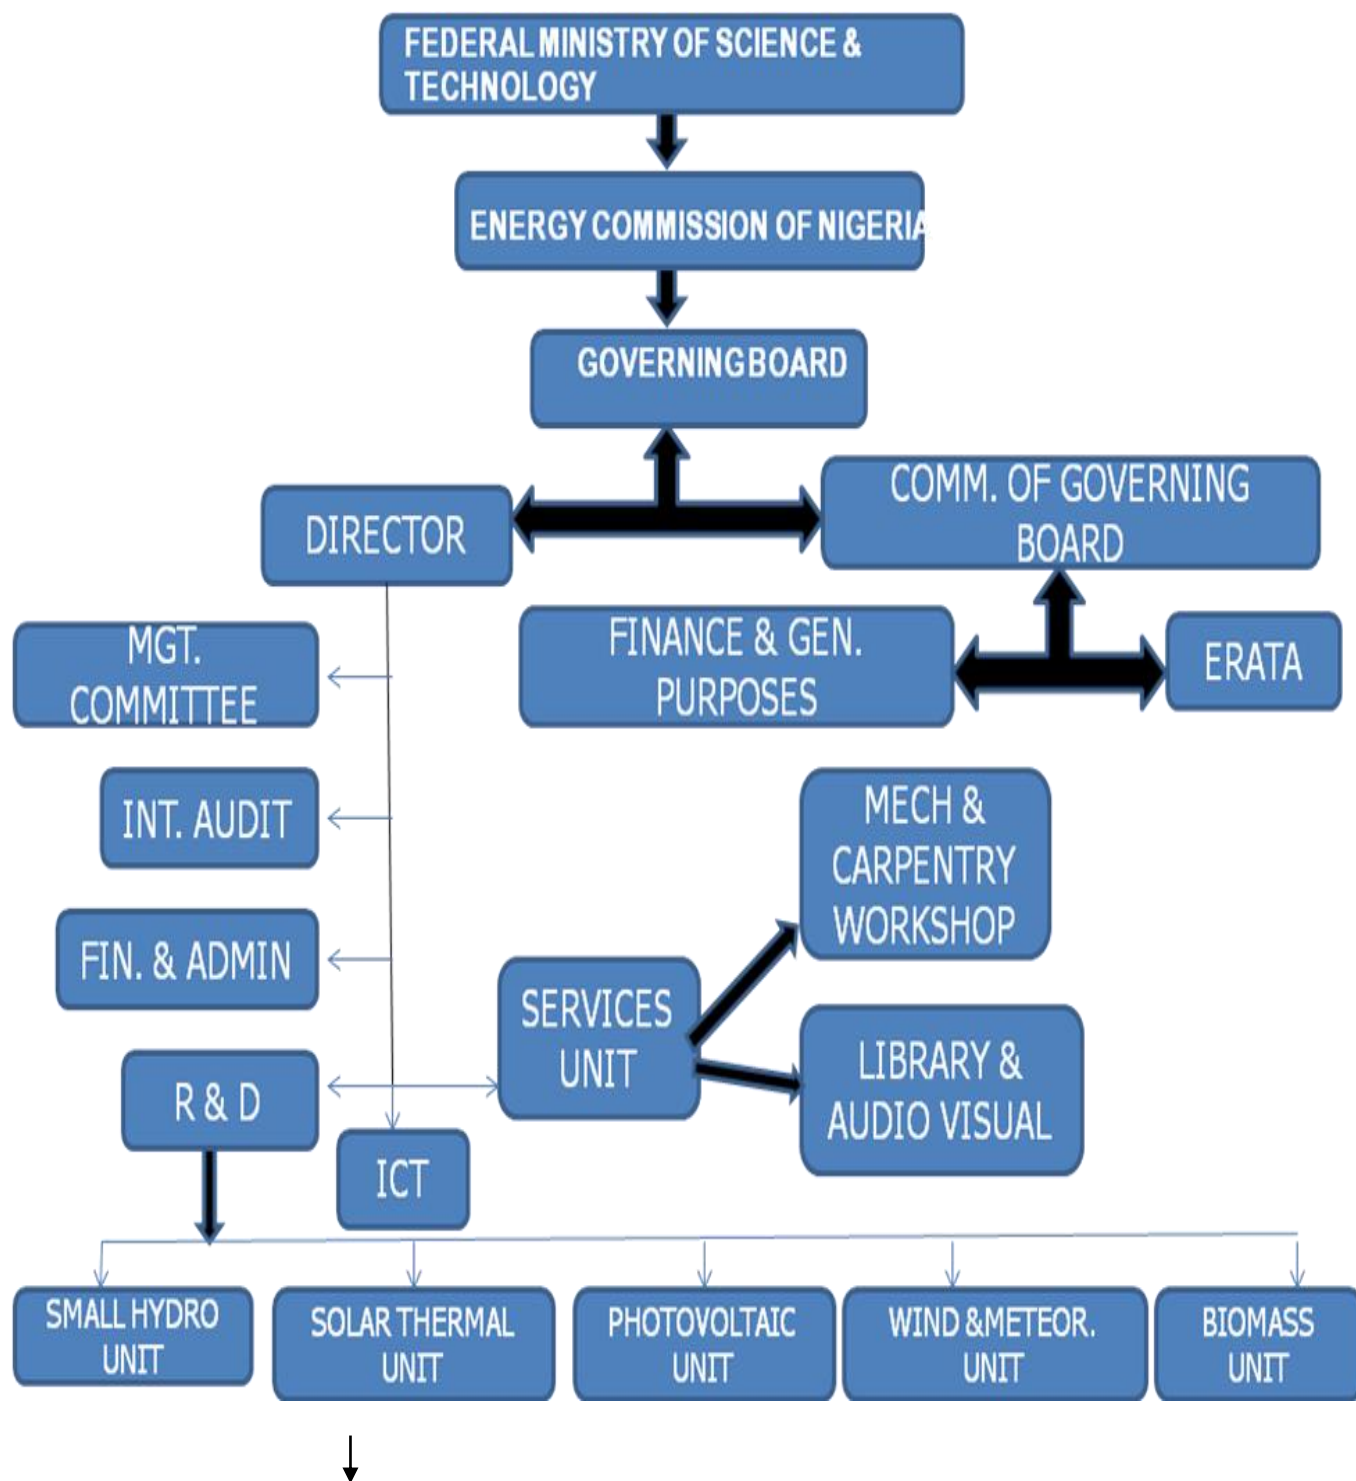 FEDERAL MINISTRY OF SCIENCE &
TECHNOLOGY
ENERGY COMMISSION OF NIGERIA
GOVERNING BOARD
COMM. OF GOVERNING
BOARD
DIRECTOR
MGT.
COMMITTEE
FINANCE & GEN.
PURPOSES
ERATA
INT. AUDIT
MECH &
CARPENTRY
WORKSHOP
FIN. & ADMIN
SERVICES
UNIT
LIBRARY &
AUDIO VISUAL
R & D
ICT
SMALL HYDRO
UNIT
SOLAR THERMAL
UNIT
PHOTOVOLTAIC
UNIT
WIND &METEOR.
UNIT
BIOMASS
UNIT